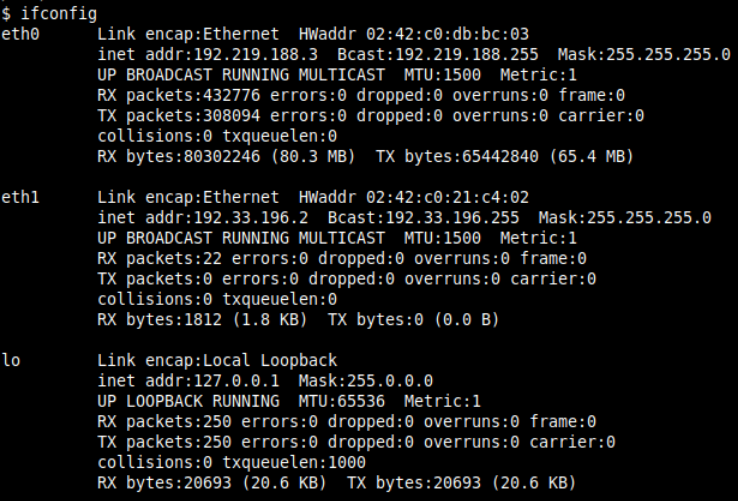 $ ifconfig
eth0      Link encap:Ethernet  HWaddr 02:42:c0:db:bc:03
          inet addr:192.219.188.3  Bcast:192.219.188.255  Mask:255.255.255.0
          UP BROADCAST RUNNING MULTICAST  MTU:1500  Metric:1
          RX packets:432776 errors:0 dropped:0 overruns:0 frame:0
          TX packets:308094 errors:0 dropped:0 overruns:0 carrier:0
          collisions:0 txqueuelen:0
          RX bytes:80302246 (80.3 MB)  TX bytes:65442840 (65.4 MB)

eth1      Link encap:Ethernet  HWaddr 02:42:c0:21:c4:02
          inet addr:192.33.196.2  Bcast:192.33.196.255  Mask:255.255.255.0
          UP BROADCAST RUNNING MULTICAST  MTU:1500  Metric:1
          RX packets:22 errors:0 dropped:0 overruns:0 frame:0
          TX packets:0 errors:0 dropped:0 overruns:0 carrier:0
          collisions:0 txqueuelen:0
          RX bytes:1812 (1.8 KB)  TX bytes:0 (0.0 B)

lo        Link encap:Local Loopback
          inet addr:127.0.0.1  Mask:255.0.0.0
          UP LOOPBACK RUNNING  MTU:65536  Metric:1
          RX packets:250 errors:0 dropped:0 overruns:0 frame:0
          TX packets:250 errors:0 dropped:0 overruns:0 carrier:0
          collisions:0 txqueuelen:1000
          RX bytes:20693 (20.6 KB)  TX bytes:20693 (20.6 KB)